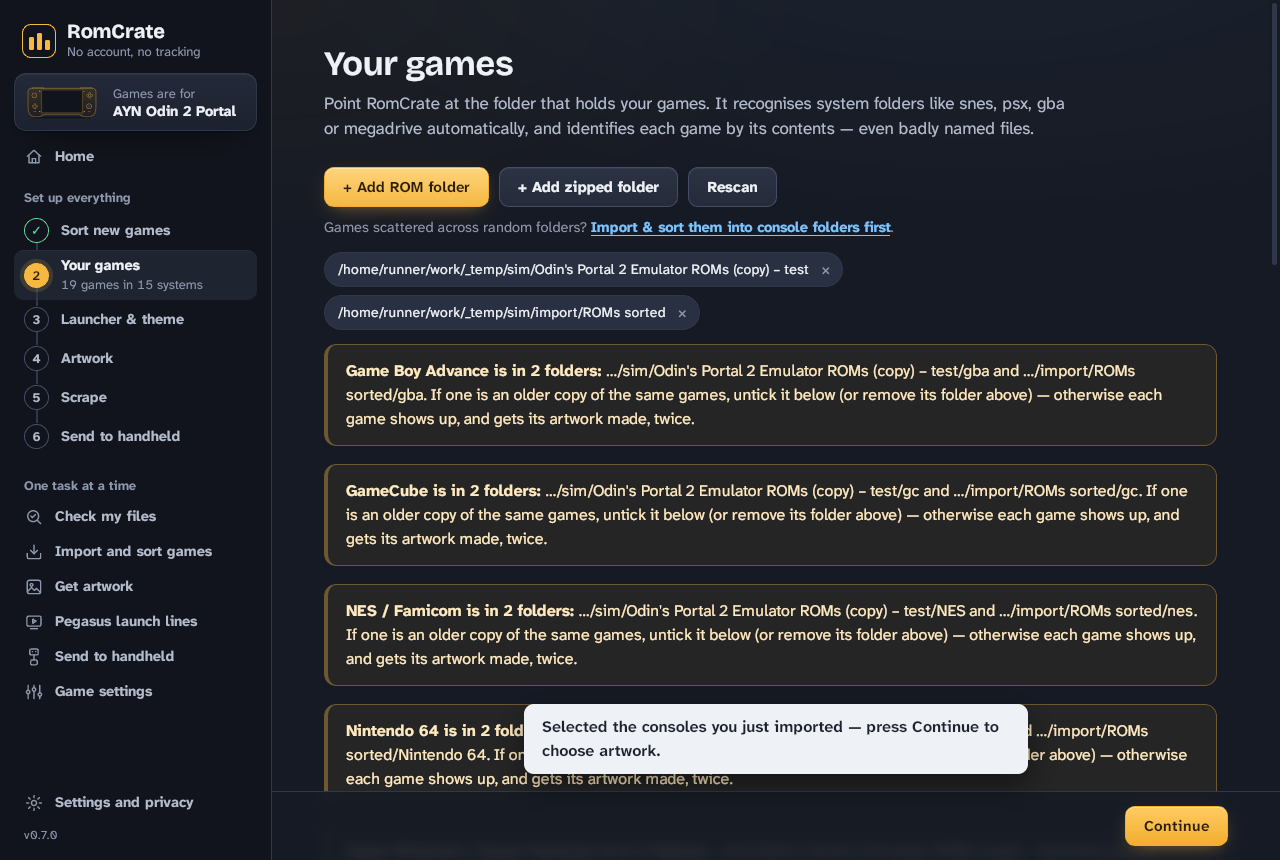 RomCrate
No account, no tracking
Games are for
AYN Odin 2 Portal
Home
Set up everything
✓ Sort new games
2 Your games
19 games in 15 systems
3 Launcher & theme
4 Artwork
5 Scrape
6 Send to handheld
One task at a time
Check my files
Import and sort games
Get artwork
Pegasus launch lines
Send to handheld
Game settings
Settings and privacy
v0.7.0
Your games
Point RomCrate at the folder that holds your games. It recognises system folders like snes, psx, gba
or megadrive automatically, and identifies each game by its contents — even badly named files.
+ Add ROM folder + Add zipped folder Rescan
Games scattered across random folders? Import & sort them into console folders first.
/home/runner/work/_temp/sim/Odin's Portal 2 Emulator ROMs (copy) – test ×
/home/runner/work/_temp/sim/import/ROMs sorted ×
Game Boy Advance is in 2 folders: …/sim/Odin's Portal 2 Emulator ROMs (copy) – test/gba and …/import/ROMs
sorted/gba. If one is an older copy of the same games, untick it below (or remove its folder above) — otherwise each
game shows up, and gets its artwork made, twice.
GameCube is in 2 folders: …/sim/Odin's Portal 2 Emulator ROMs (copy) – test/gc and …/import/ROMs sorted/gc. If one
is an older copy of the same games, untick it below (or remove its folder above) — otherwise each game shows up, and
gets its artwork made, twice.
NES / Famicom is in 2 folders: …/sim/Odin's Portal 2 Emulator ROMs (copy) – test/NES and …/import/ROMs sorted/nes.
If one is an older copy of the same games, untick it below (or remove its folder above) — otherwise each game shows up,
and gets its artwork made, twice.
Nintendo 64 is in 2 …/import/ROMs
sorted/Nintendo 64. If above) — otherwise
each game shows up, and gets its artwork made, twice.
Selected the consoles you just imported — press Continue to
choose artwork.
Continue